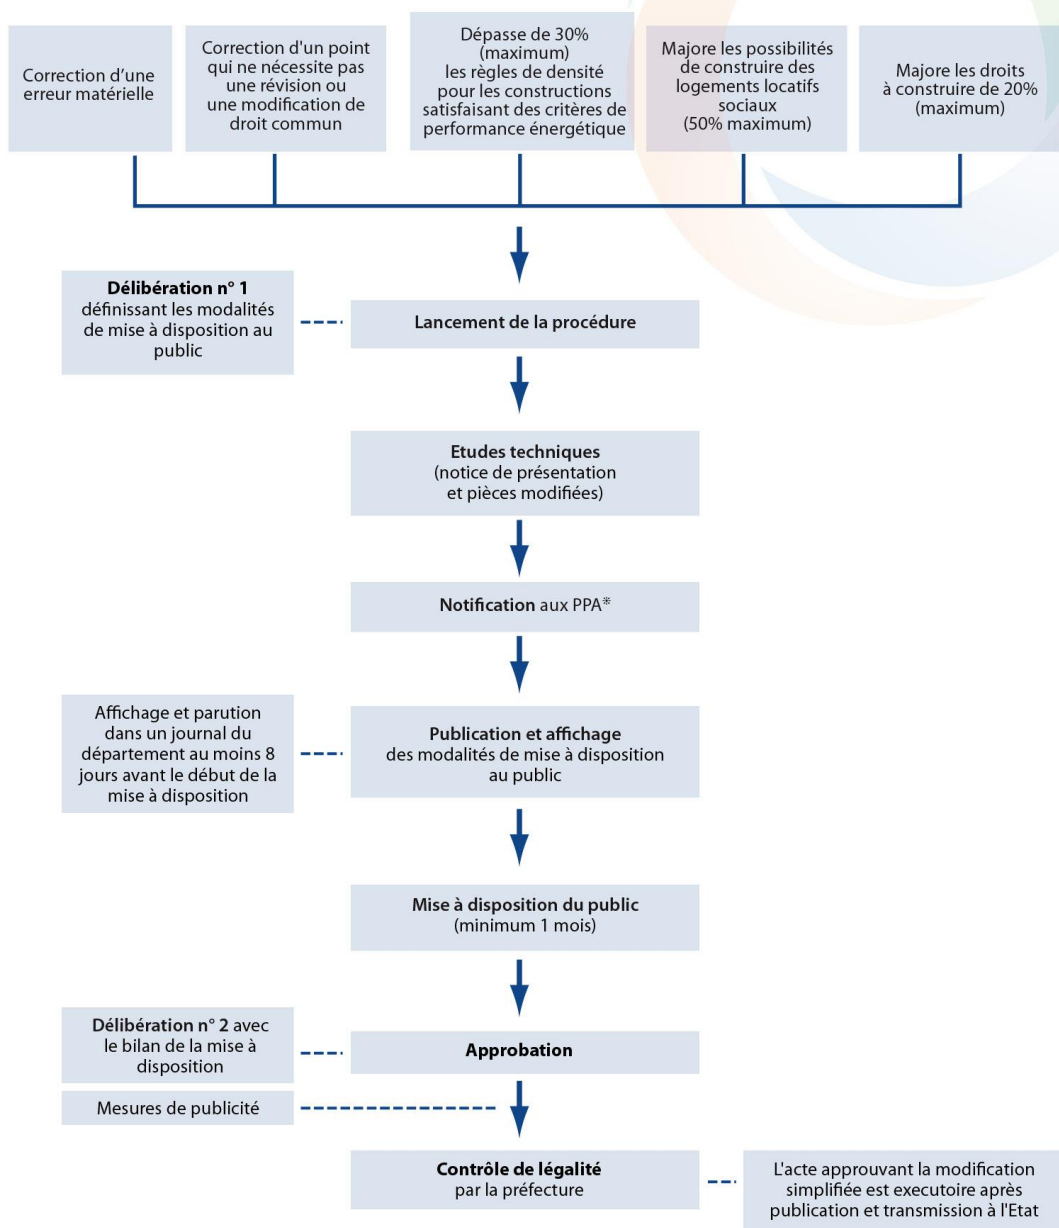 Correction d'une
erreur matérielle
Correction d'un point
qui ne nécessite pas
une révision ou
une modification de
droit commun
Dépasse de 30%
(maximum)
les règles de densité
pour les constructions
satisfaisant des critères de
performance énergétique
Majore les possibilités
de construire des
logements locatifs
sociaux
(50% maximum)
Majore les droits
à construire de 20%
(maximum)
Délibération n° 1
définissant les modalités
de mise à disposition au
public
Lancement de la procédure
Etudes techniques
(notice de présentation
et pièces modifiées)
Notification aux PPA*
Affichage et parution
dans un journal du
département au moins 8
jours avant le début de la
mise à disposition
Publication et affichage
des modalités de mise à disposition
au public
Mise à disposition du public
(minimum 1 mois)
Délibération n° 2 avec
le bilan de la mise à
disposition
Approbation
Mesures de publicité
Contrôle de légalité
par la préfecture
L'acte approuvant la modification
simplifiée est executoire après
publication et transmission à l'Etat